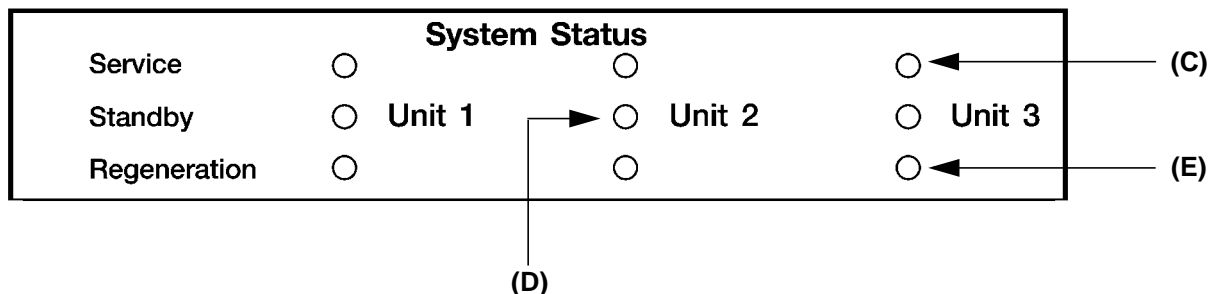 System Status
Service (C)
Standby Unit 1 Unit 2 Unit 3
Regeneration (E)
(D)